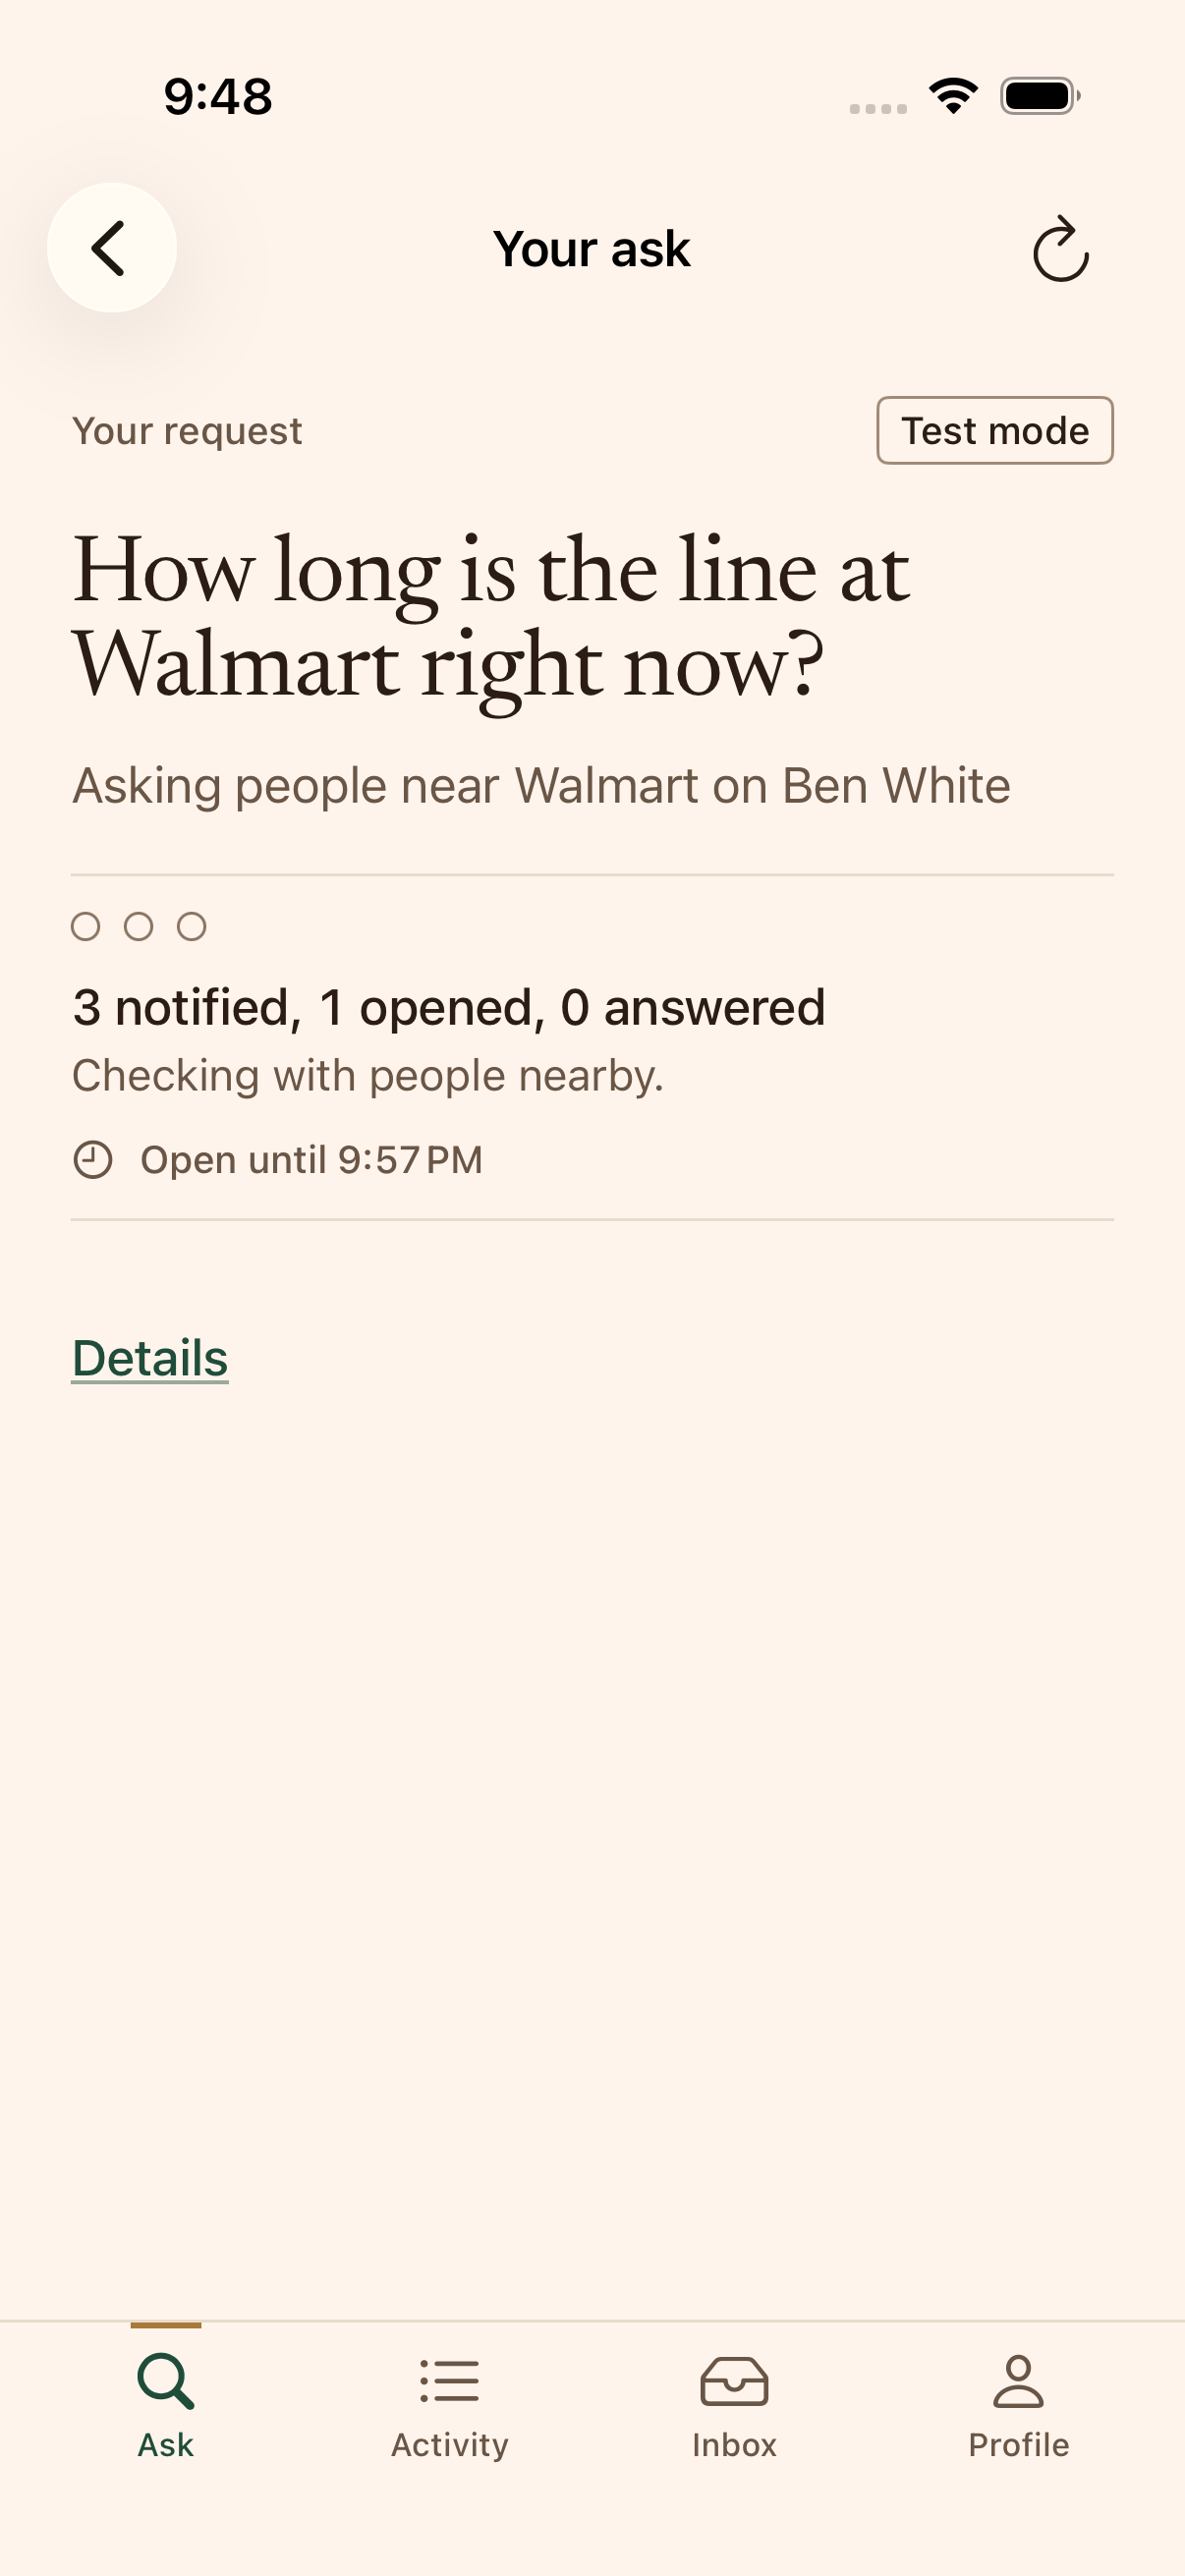 9:48
Your ask
Your request
Test mode
How long is the line at
Walmart right now?
Asking people near Walmart on Ben White
3 notified, 1 opened, 0 answered
Checking with people nearby.
Open until 9:57 PM
Details
Ask
Activity
Inbox
Profile